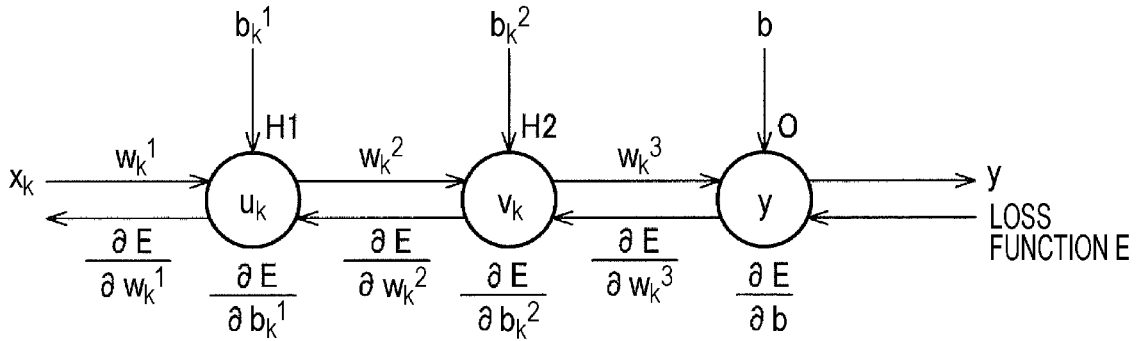 b_k^1 b_k^2 b
H1 H2 O
w_k^1 w_k^2 w_k^3
x_k u_k v_k y y
LOSS
FUNCTION E
∂E/∂w_k^1 ∂E/∂b_k^1 ∂E/∂w_k^2 ∂E/∂b_k^2 ∂E/∂w_k^3 ∂E/∂b